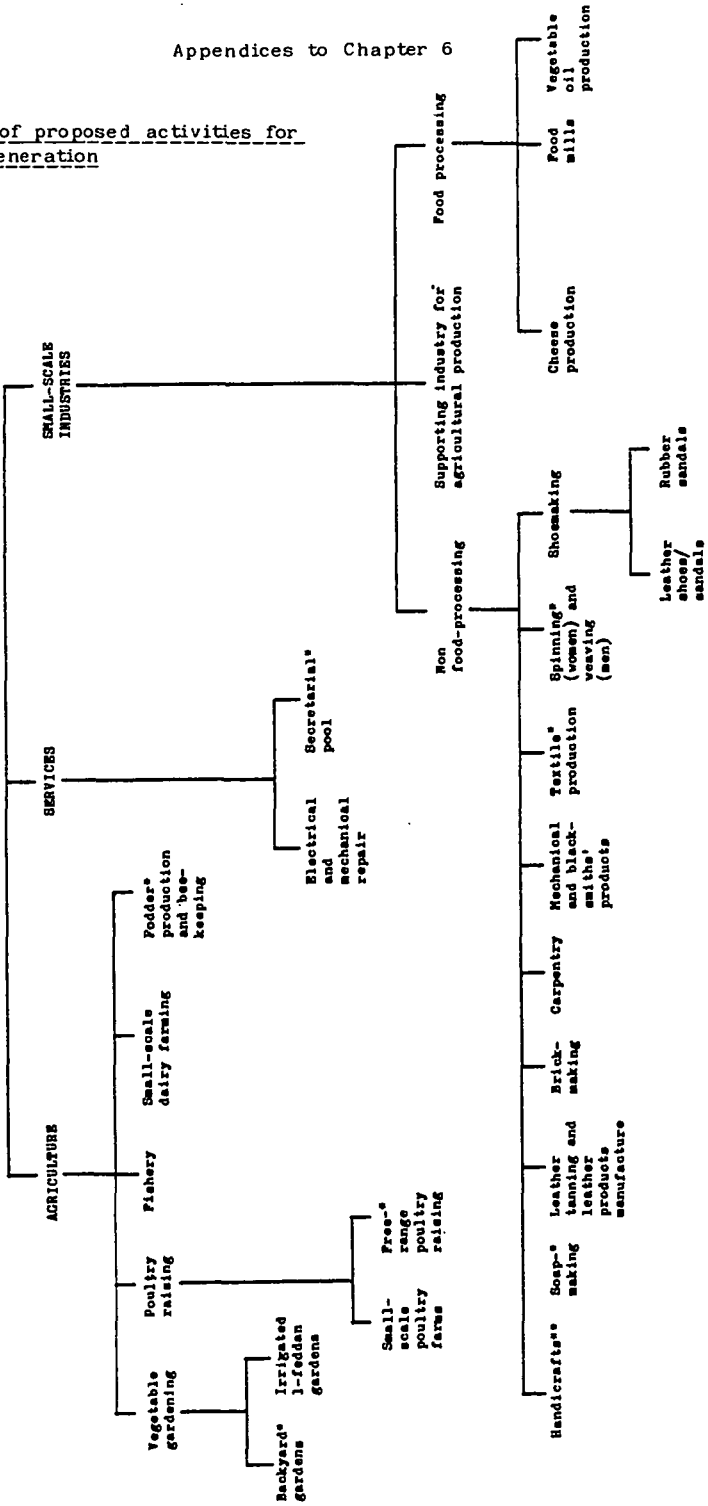 Appendices to Chapter 6
of proposed activities for
eneration
AGRICULTURE
SERVICES
SMALL-SCALE
INDUSTRIES
Vegetable
gardening
Poultry
raising
Fishery
Small-scale
dairy farming
Fodder*
production
and bee-
keeping
Backyard*
gardens
Irrigated
1-feddan
gardens
Small-
scale
poultry
farms
Free-*
range
poultry
raising
Electrical
and
mechanical
repair
Secretarial*
pool
Non
food-processing
Supporting industry for
agricultural production
Food processing
Handicrafts**
Soap-*
making
Leather
tanning and
leather
products
manufacture
Brick-
making
Carpentry
Mechanical
and black-
smiths'
products
Textile*
production
Spinning*
(women) and
weaving
(men)
Shoemaking
Leather
shoes/
sandals
Rubber
sandals
Cheese
production
Food
mills
Vegetable
oil
production